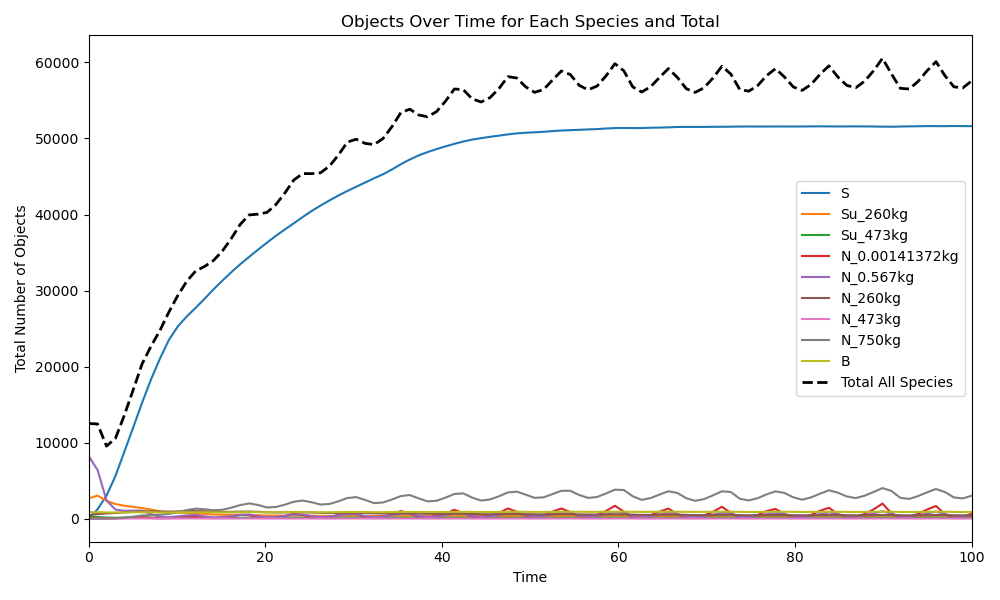 Objects Over Time for Each Species and Total
Total Number of Objects
60000
50000
40000
30000
20000
10000
0
0 20 40 60 80 100
Time
S
Su_260kg
Su_473kg
N_0.00141372kg
N_0.567kg
N_260kg
N_473kg
N_750kg
B
Total All Species